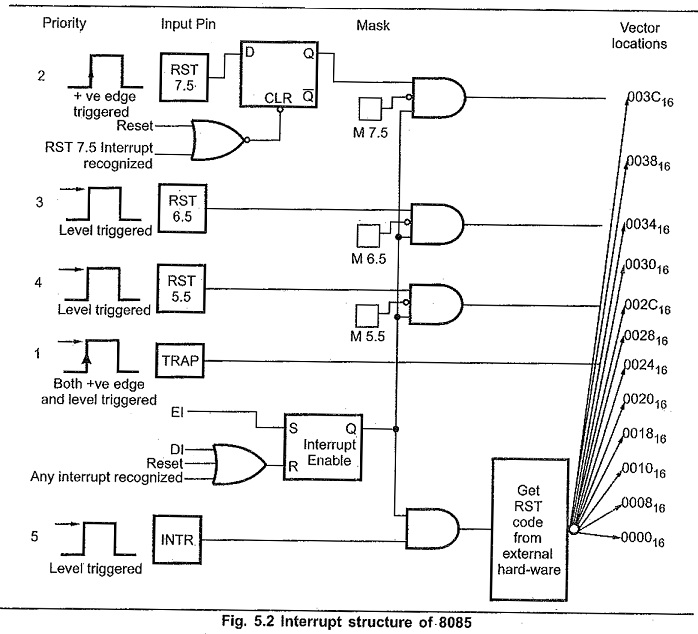 Priority
Input Pin
Mask
Vector locations
2
+ ve edge
triggered
RST
7.5
D
Q
CLR
Q̅
M 7.5
Reset
RST 7.5 Interrupt
recognized
003C16
003816
3
Level triggered
RST
6.5
M 6.5
003416
003016
4
Level triggered
RST
5.5
M 5.5
002C16
002816
1
Both +ve edge
and level triggered
TRAP
002416
002016
EI
DI
Reset
Any interrupt recognized
S
Q
Interrupt
Enable
R
001816
001016
000816
000016
5
Level triggered
INTR
Get
RST
code
from
external
hard-ware
Fig. 5.2 Interrupt structure of 8085